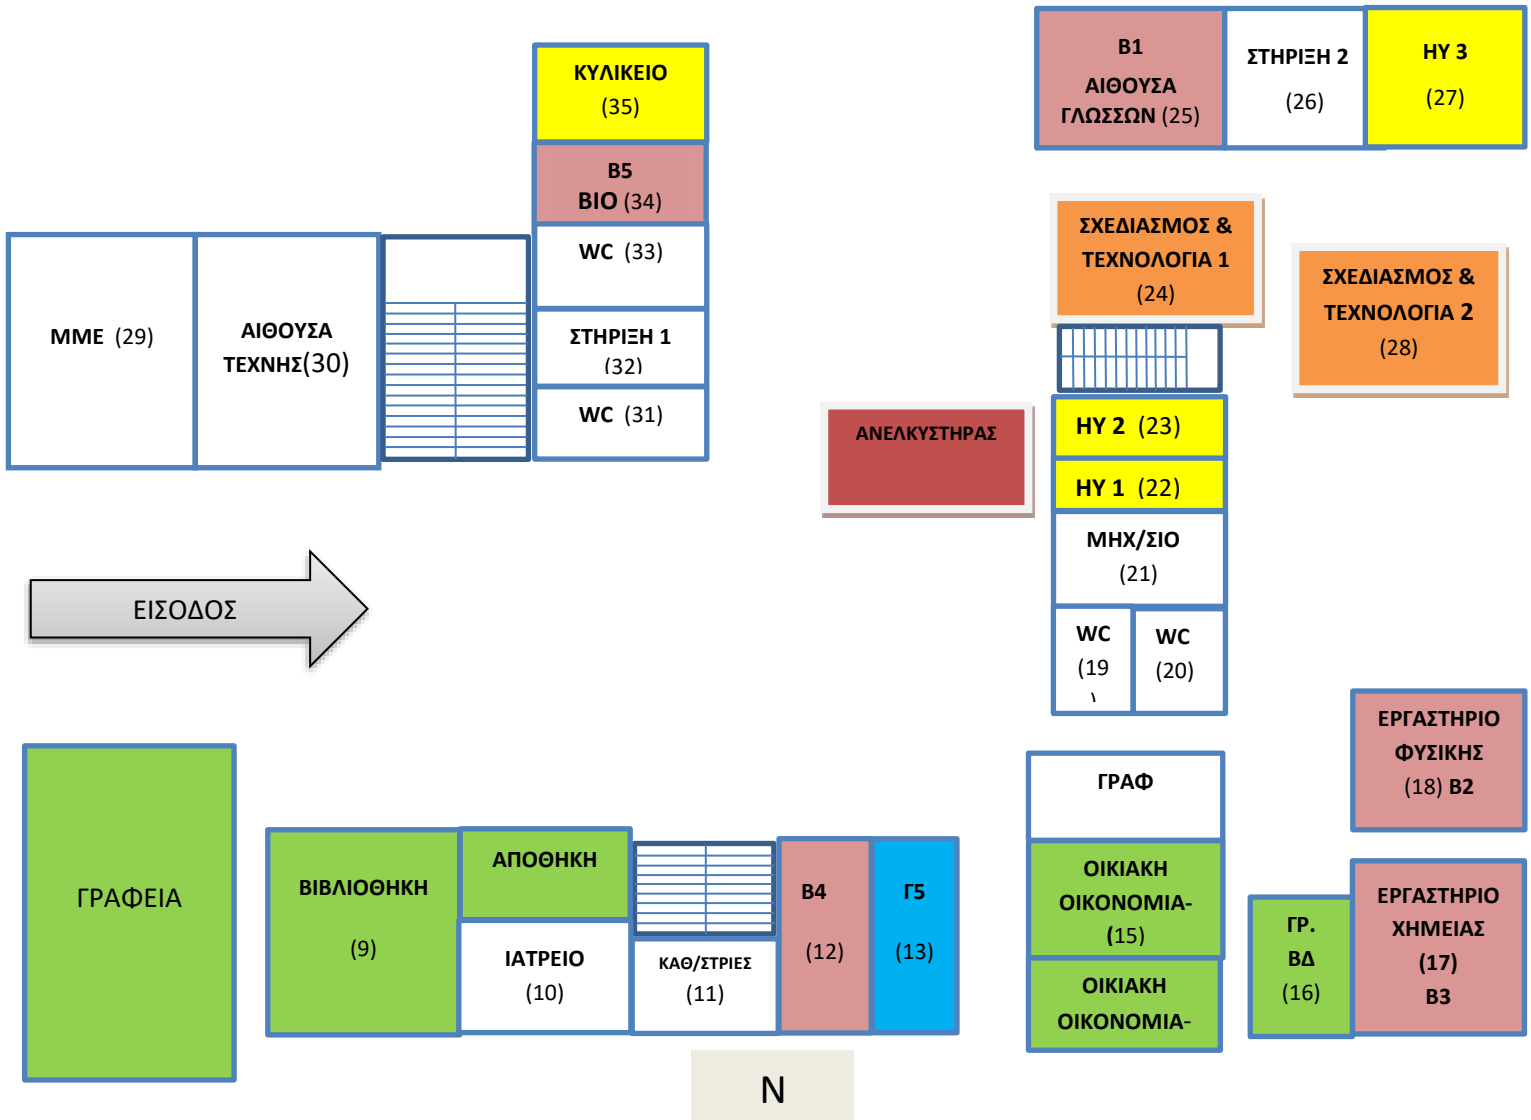 ΚΥΛΙΚΕΙΟ
(35)
Β5
ΒΙΟ (34)
WC (33)
ΣΤΗΡΙΞΗ 1
(32)
WC (31)
ΜΜΕ (29)
ΑΙΘΟΥΣΑ
ΤΕΧΝΗΣ(30)
Β1
ΑΙΘΟΥΣΑ
ΓΛΩΣΣΩΝ (25)
ΣΤΗΡΙΞΗ 2
(26)
ΗΥ 3
(27)
ΣΧΕΔΙΑΣΜΟΣ &
ΤΕΧΝΟΛΟΓΙΑ 1
(24)
ΣΧΕΔΙΑΣΜΟΣ &
ΤΕΧΝΟΛΟΓΙΑ 2
(28)
ΑΝΕΛΚΥΣΤΗΡΑΣ
ΗΥ 2 (23)
ΗΥ 1 (22)
ΜΗΧ/ΣΙΟ
(21)
WC
(19
WC
(20)
ΕΙΣΟΔΟΣ
ΓΡΑΦΕΙΑ
ΒΙΒΛΙΟΘΗΚΗ
(9)
ΑΠΟΘΗΚΗ
ΙΑΤΡΕΙΟ
(10)
ΚΑΘ/ΣΤΡΙΕΣ
(11)
Β4
(12)
Γ5
(13)
ΓΡΑΦ
ΟΙΚΙΑΚΗ
ΟΙΚΟΝΟΜΙΑ-
(15)
ΟΙΚΙΑΚΗ
ΟΙΚΟΝΟΜΙΑ-
ΓΡ.
ΒΔ
(16)
ΕΡΓΑΣΤΗΡΙΟ
ΦΥΣΙΚΗΣ
(18) Β2
ΕΡΓΑΣΤΗΡΙΟ
ΧΗΜΕΙΑΣ
(17)
Β3
Ν